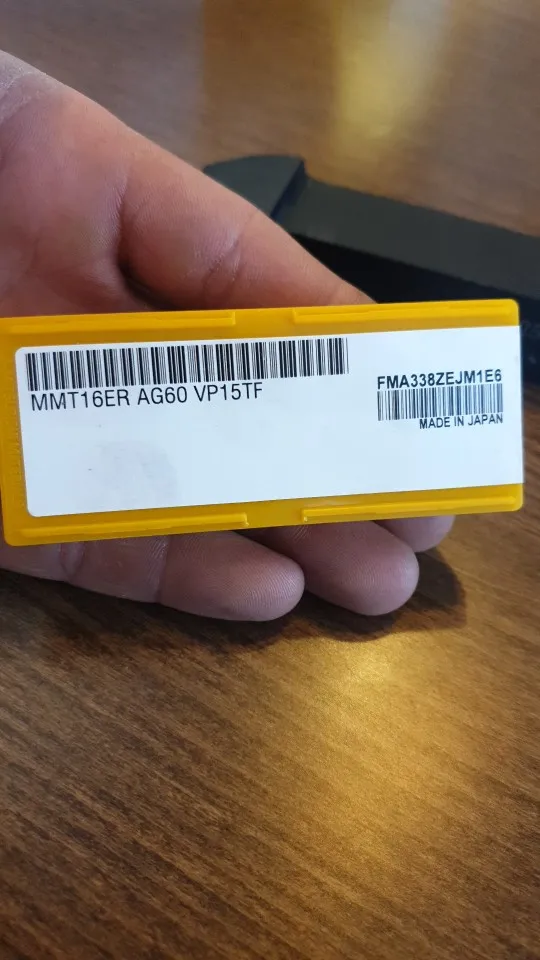 MMT16ER AG60 VP15TF
FMA338ZEJM1E6
MADE IN JAPAN